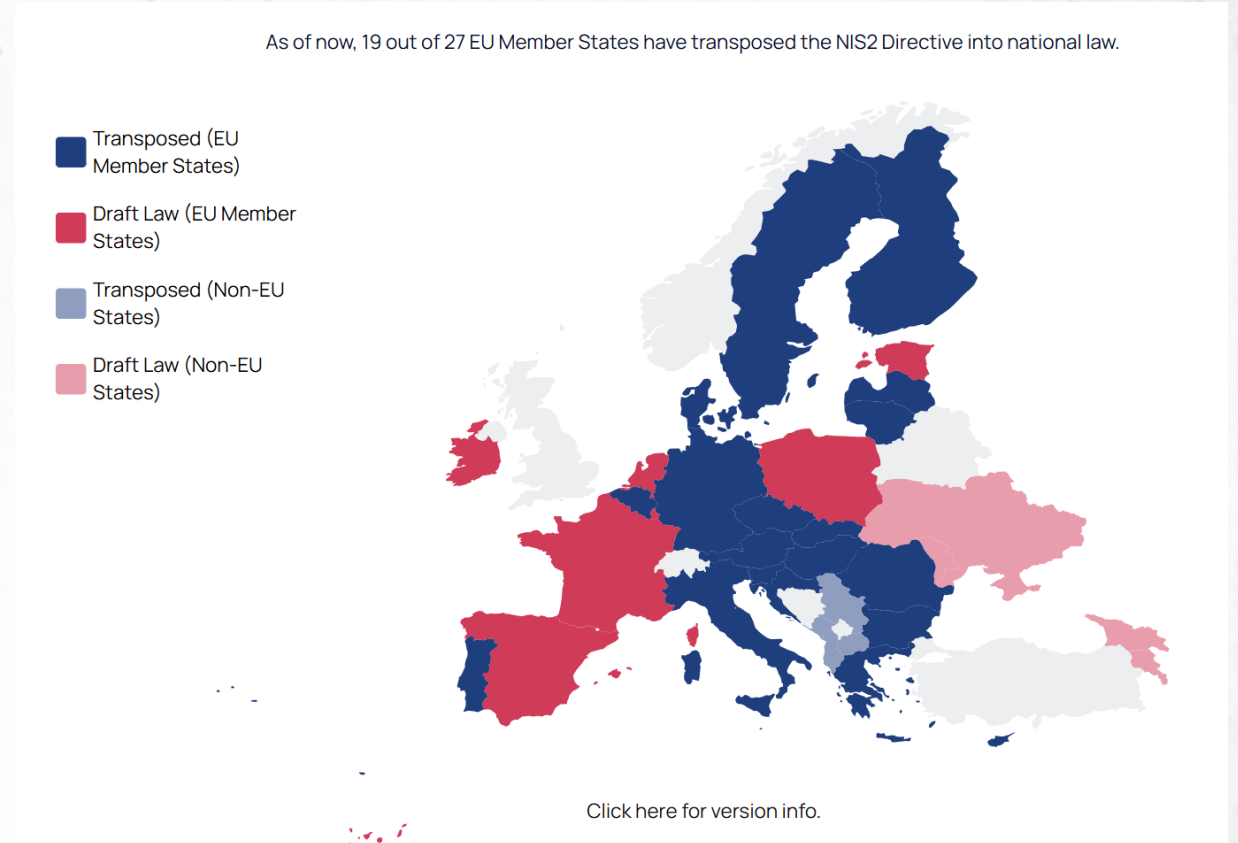 As of now, 19 out of 27 EU Member States have transposed the NIS2 Directive into national law.
Transposed (EU
Member States)
Draft Law (EU Member
States)
Transposed (Non-EU
States)
Draft Law (Non-EU
States)
Click here for version info.